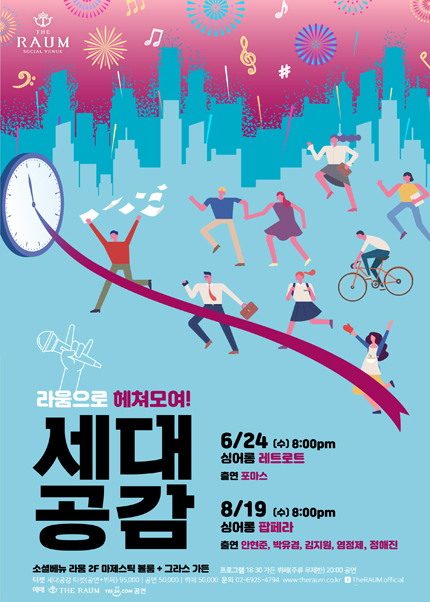 THE
RAUM
SOCIAL VENUE
라움으로 헤쳐모여!
세대
공감
6/24 (수) 8:00pm
싱어롱 레트로트
출연 포마스
8/19 (수) 8:00pm
싱어롱 팝페라
출연 안현준, 박유겸, 김지원, 염정제, 정해진
소셜베뉴 라움 2F 마제스틱 볼룸 + 그라스 가든 프로그램 18:30 가든 뷔페(주류 무제한) 20:00 공연
티켓 세대공감 티켓(공연+뷔페) 95,000 | 공연 50,000 | 뷔페 50,000 문의 02-6925-4794 www.theraum.co.kr TheRAUM.official
예매 THE RAUM YES24.COM 공연